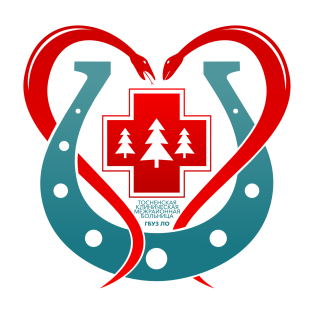 ТОСНЕНСКАЯ
КЛИНИЧЕСКАЯ
МЕЖРАЙОННАЯ
БОЛЬНИЦА
ГБУЗ ЛО